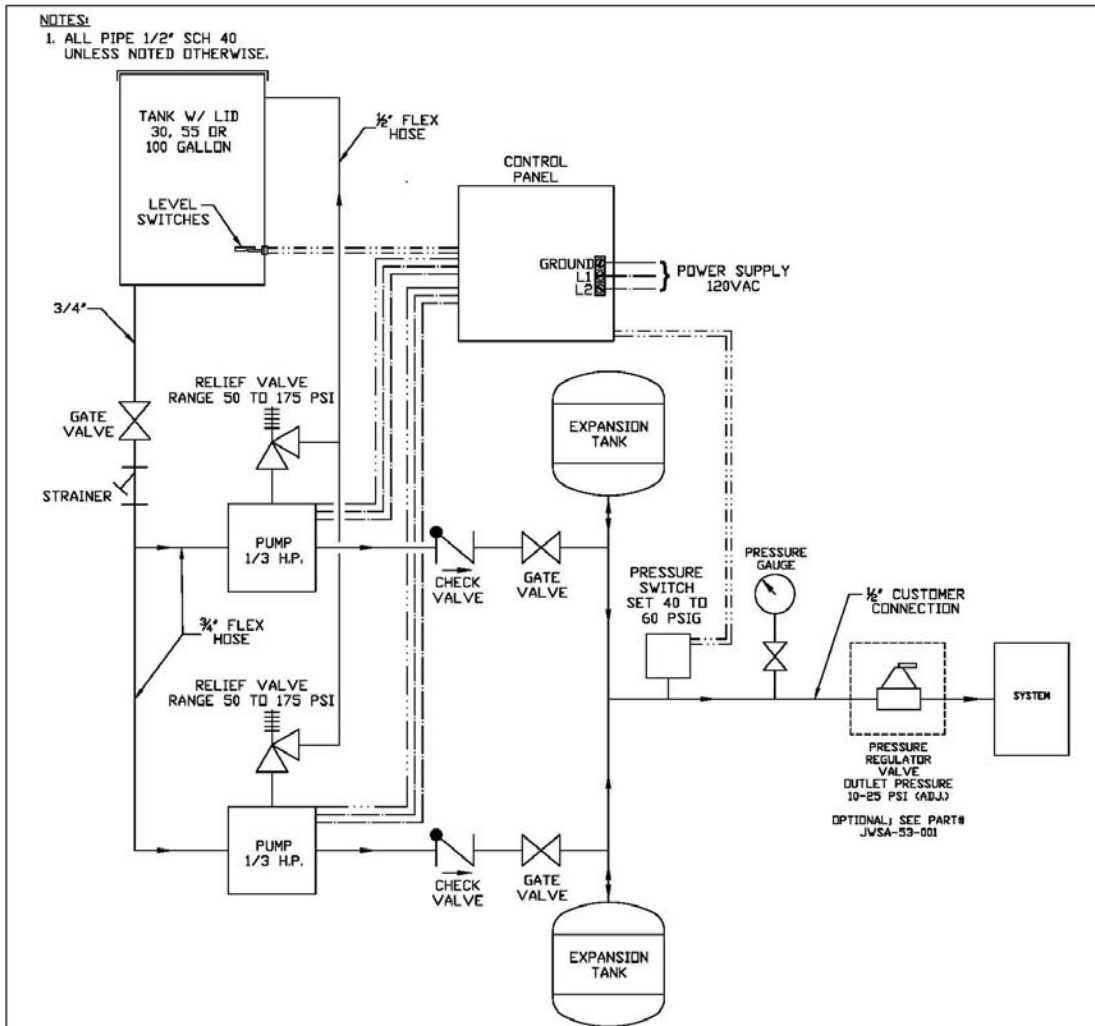 NOTES:
1. ALL PIPE 1/2" SCH 40
UNLESS NOTED OTHERWISE.
TANK W/ LID
30, 55 OR
100 GALLON
½" FLEX
HOSE
LEVEL
SWITCHES
CONTROL
PANEL
GROUND
L1
L2
POWER SUPPLY
120VAC
3/4"
GATE
VALVE
STRAINER
RELIEF VALVE
RANGE 50 TO 175 PSI
EXPANSION
TANK
PUMP
1/3 H.P.
CHECK
VALVE
GATE
VALVE
PRESSURE
SWITCH
SET 40 TO
60 PSIG
PRESSURE
GAUGE
½" CUSTOMER
CONNECTION
¾" FLEX
HOSE
RELIEF VALVE
RANGE 50 TO 175 PSI
SYSTEM
PRESSURE
REGULATOR
VALVE
OUTLET PRESSURE
10-25 PSI (ADJ.)
OPTIONAL; SEE PART#
JWSA-53-001
PUMP
1/3 H.P.
CHECK
VALVE
GATE
VALVE
EXPANSION
TANK